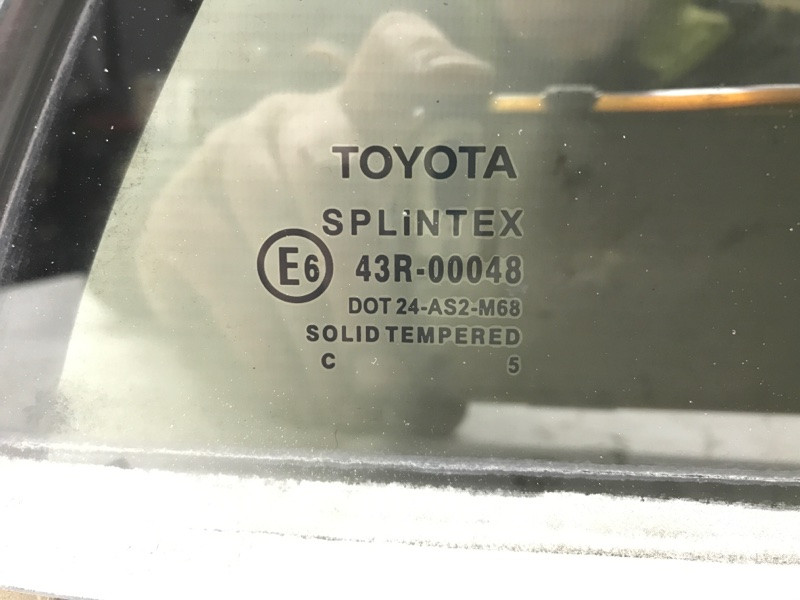 TOYOTA
SPLiNTEX
E6 43R-00048
DOT 24-AS2-M68
SOLID TEMPERED
C 5